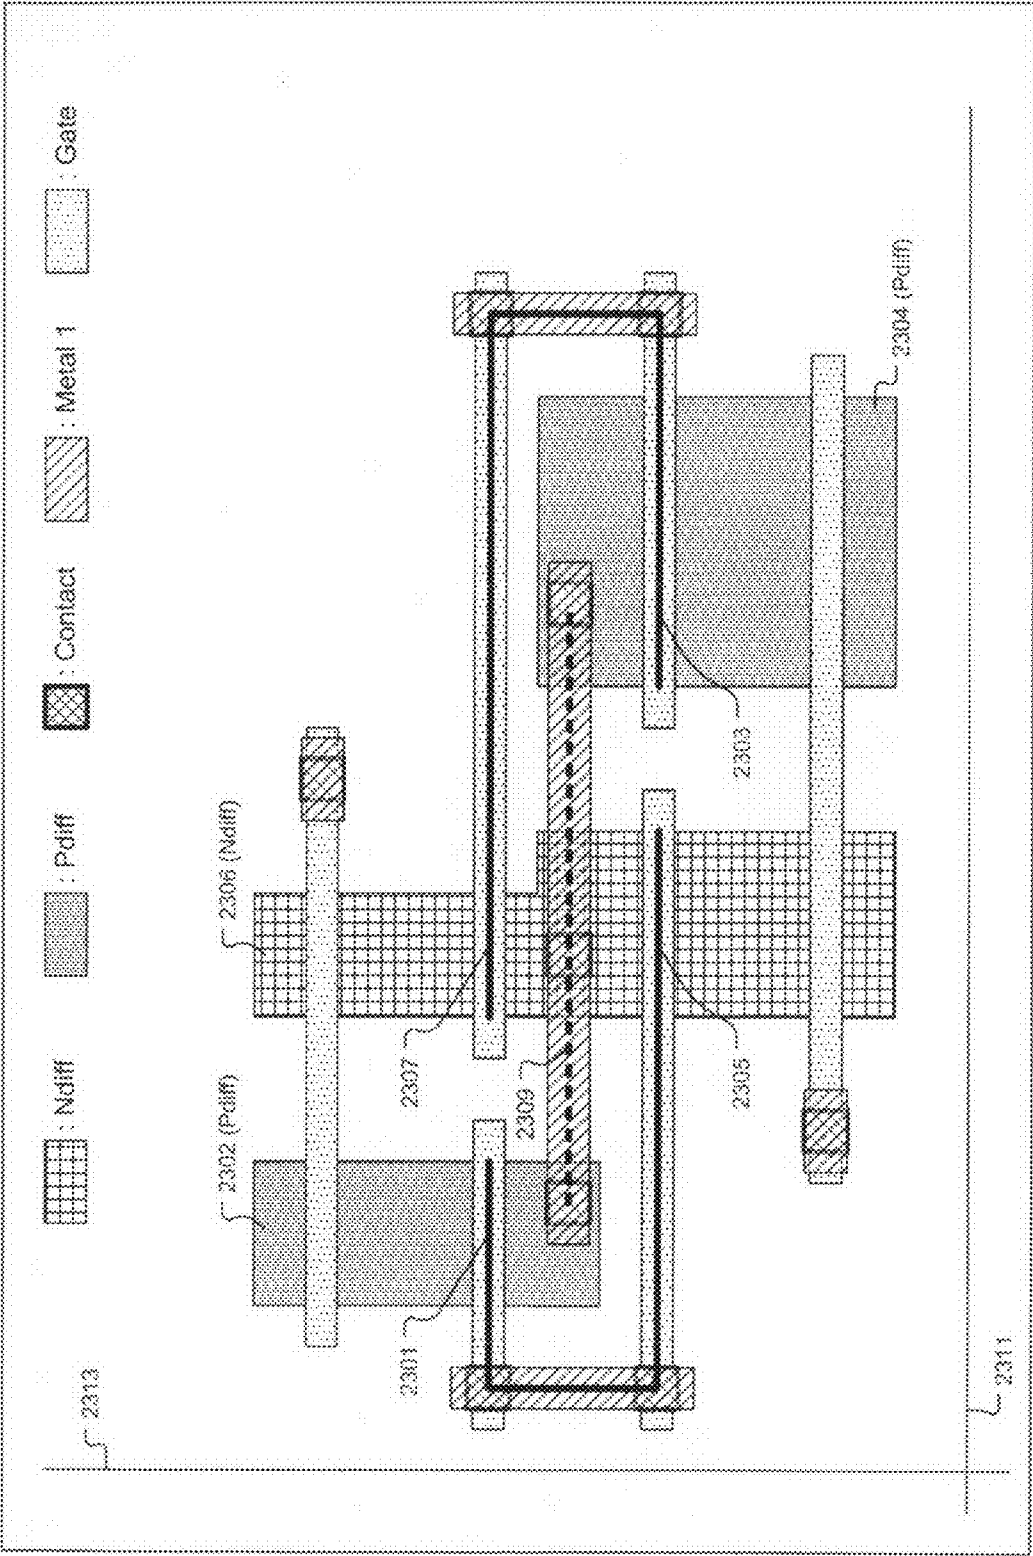 : Ndiff
: Pdiff
: Contact
: Metal 1
: Gate
2313
2302 (Pdiff)
2306 (Ndiff)
2301
2307
2309
2305
2303
2304 (Pdiff)
2311